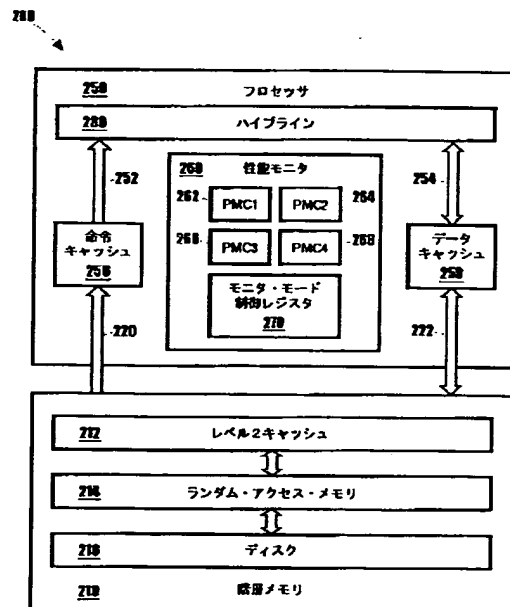 200
250 フロセッサ
280 ハイブライン
252
260 性能モニタ
254
262 PMC1 PMC2 264
命令
キャッシュ
256
266 PMC3 PMC4 268
データ
キャッシュ
258
モニタ・モード
制御レジスタ
270
220
222
212 レベル2キャッシュ
214 ランダム・アクセス・メモリ
216 ディスク
210 階層メモリ